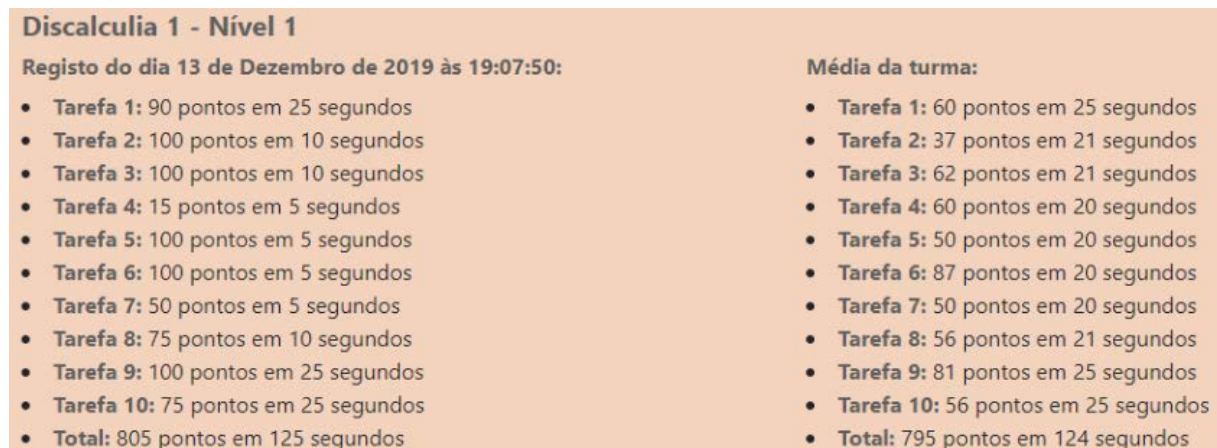 Discalculia 1 - Nível 1
Registo do dia 13 de Dezembro de 2019 às 19:07:50:
• Tarefa 1: 90 pontos em 25 segundos
• Tarefa 2: 100 pontos em 10 segundos
• Tarefa 3: 100 pontos em 10 segundos
• Tarefa 4: 15 pontos em 5 segundos
• Tarefa 5: 100 pontos em 5 segundos
• Tarefa 6: 100 pontos em 5 segundos
• Tarefa 7: 50 pontos em 5 segundos
• Tarefa 8: 75 pontos em 10 segundos
• Tarefa 9: 100 pontos em 25 segundos
• Tarefa 10: 75 pontos em 25 segundos
• Total: 805 pontos em 125 segundos
Média da turma:
• Tarefa 1: 60 pontos em 25 segundos
• Tarefa 2: 37 pontos em 21 segundos
• Tarefa 3: 62 pontos em 21 segundos
• Tarefa 4: 60 pontos em 20 segundos
• Tarefa 5: 50 pontos em 20 segundos
• Tarefa 6: 87 pontos em 20 segundos
• Tarefa 7: 50 pontos em 20 segundos
• Tarefa 8: 56 pontos em 21 segundos
• Tarefa 9: 81 pontos em 25 segundos
• Tarefa 10: 56 pontos em 25 segundos
• Total: 795 pontos em 124 segundos